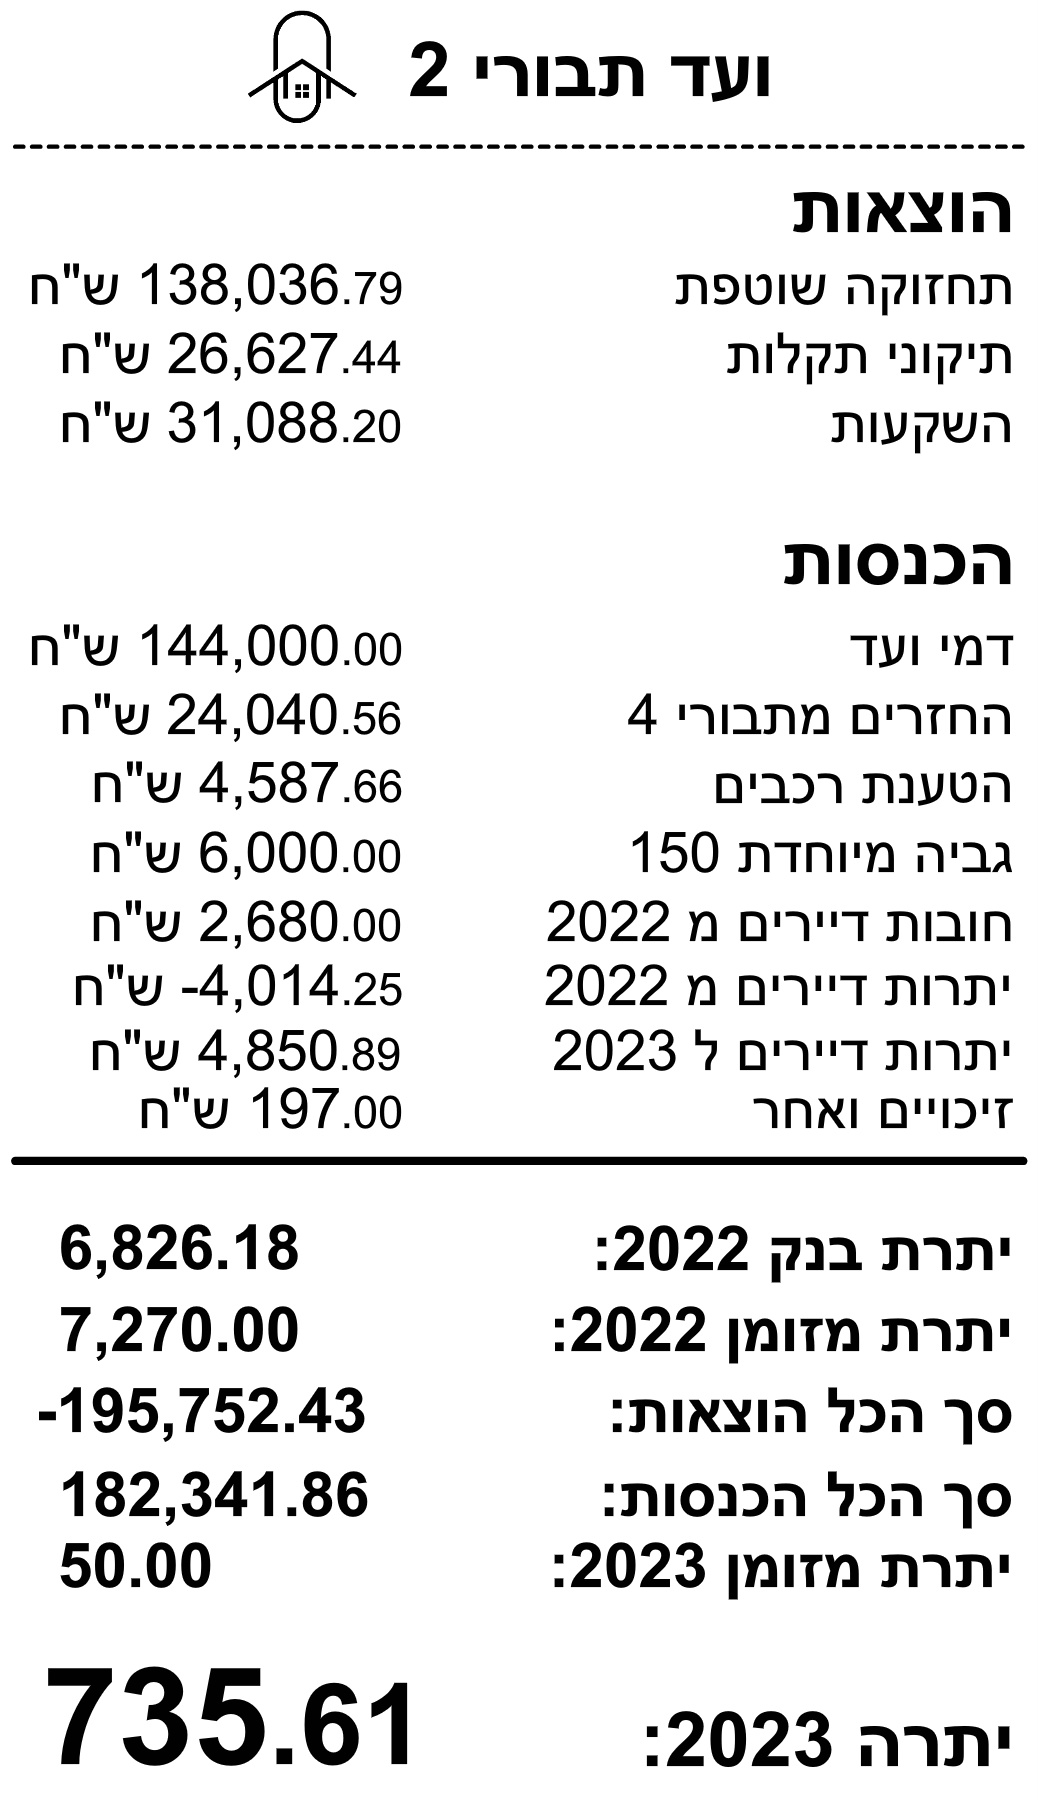 ועד תבורי 2
הוצאות
תחזוקה שוטפת 138,036.79 ש"ח
תיקוני תקלות 26,627.44 ש"ח
השקעות 31,088.20 ש"ח
הכנסות
דמי ועד 144,000.00 ש"ח
החזרים מתבורי 4 24,040.56 ש"ח
הטענת רכבים 4,587.66 ש"ח
גביה מיוחדת 150 6,000.00 ש"ח
חובות דיירים מ 2022 2,680.00 ש"ח
יתרות דיירים מ 2022 -4,014.25 ש"ח
יתרות דיירים ל 2023 4,850.89 ש"ח
זיכויים ואחר 197.00 ש"ח
יתרת בנק 2022: 6,826.18
יתרת מזומן 2022: 7,270.00
סך הכל הוצאות: -195,752.43
סך הכל הכנסות: 182,341.86
יתרת מזומן 2023: 50.00
יתרה 2023: 735.61